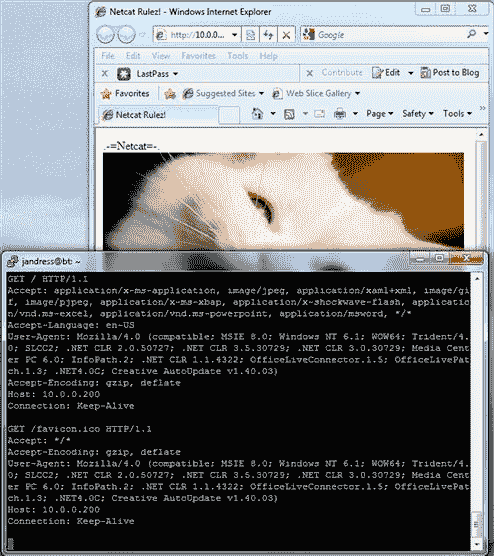 Netcat Rulez! - Windows Internet Explorer
http://10.0.0... Google
File Edit View Favorites Tools Help
x LastPass x Contribute Edit Post to Blog
Favorites Suggested Sites Web Slice Gallery
Netcat Rulez! Page Safety Tools
.-=Netcat=-.
jandress@bt: ~
GET / HTTP/1.1
Accept: application/x-ms-application, image/jpeg, application/xaml+xml, image/gi
f, image/pjpeg, application/x-ms-xbap, application/x-shockwave-flash, applicatio
n/vnd.ms-excel, application/vnd.ms-powerpoint, application/msword, */*
Accept-Language: en-US
User-Agent: Mozilla/4.0 (compatible; MSIE 8.0; Windows NT 6.1; WOW64; Trident/4.
0; SLCC2; .NET CLR 2.0.50727; .NET CLR 3.5.30729; .NET CLR 3.0.30729; Media Cent
er PC 6.0; InfoPath.2; .NET CLR 1.1.4322; OfficeLiveConnector.1.5; OfficeLivePat
ch.1.3; .NET4.0C; Creative AutoUpdate v1.40.03)
Accept-Encoding: gzip, deflate
Host: 10.0.0.200
Connection: Keep-Alive
GET /favicon.ico HTTP/1.1
Accept: */*
Accept-Encoding: gzip, deflate
User-Agent: Mozilla/4.0 (compatible; MSIE 8.0; Windows NT 6.1; WOW64; Trident/4.
0; SLCC2; .NET CLR 2.0.50727; .NET CLR 3.5.30729; .NET CLR 3.0.30729; Media Cent
er PC 6.0; InfoPath.2; .NET CLR 1.1.4322; OfficeLiveConnector.1.5; OfficeLivePat
ch.1.3; .NET4.0C; Creative AutoUpdate v1.40.03)
Host: 10.0.0.200
Connection: Keep-Alive